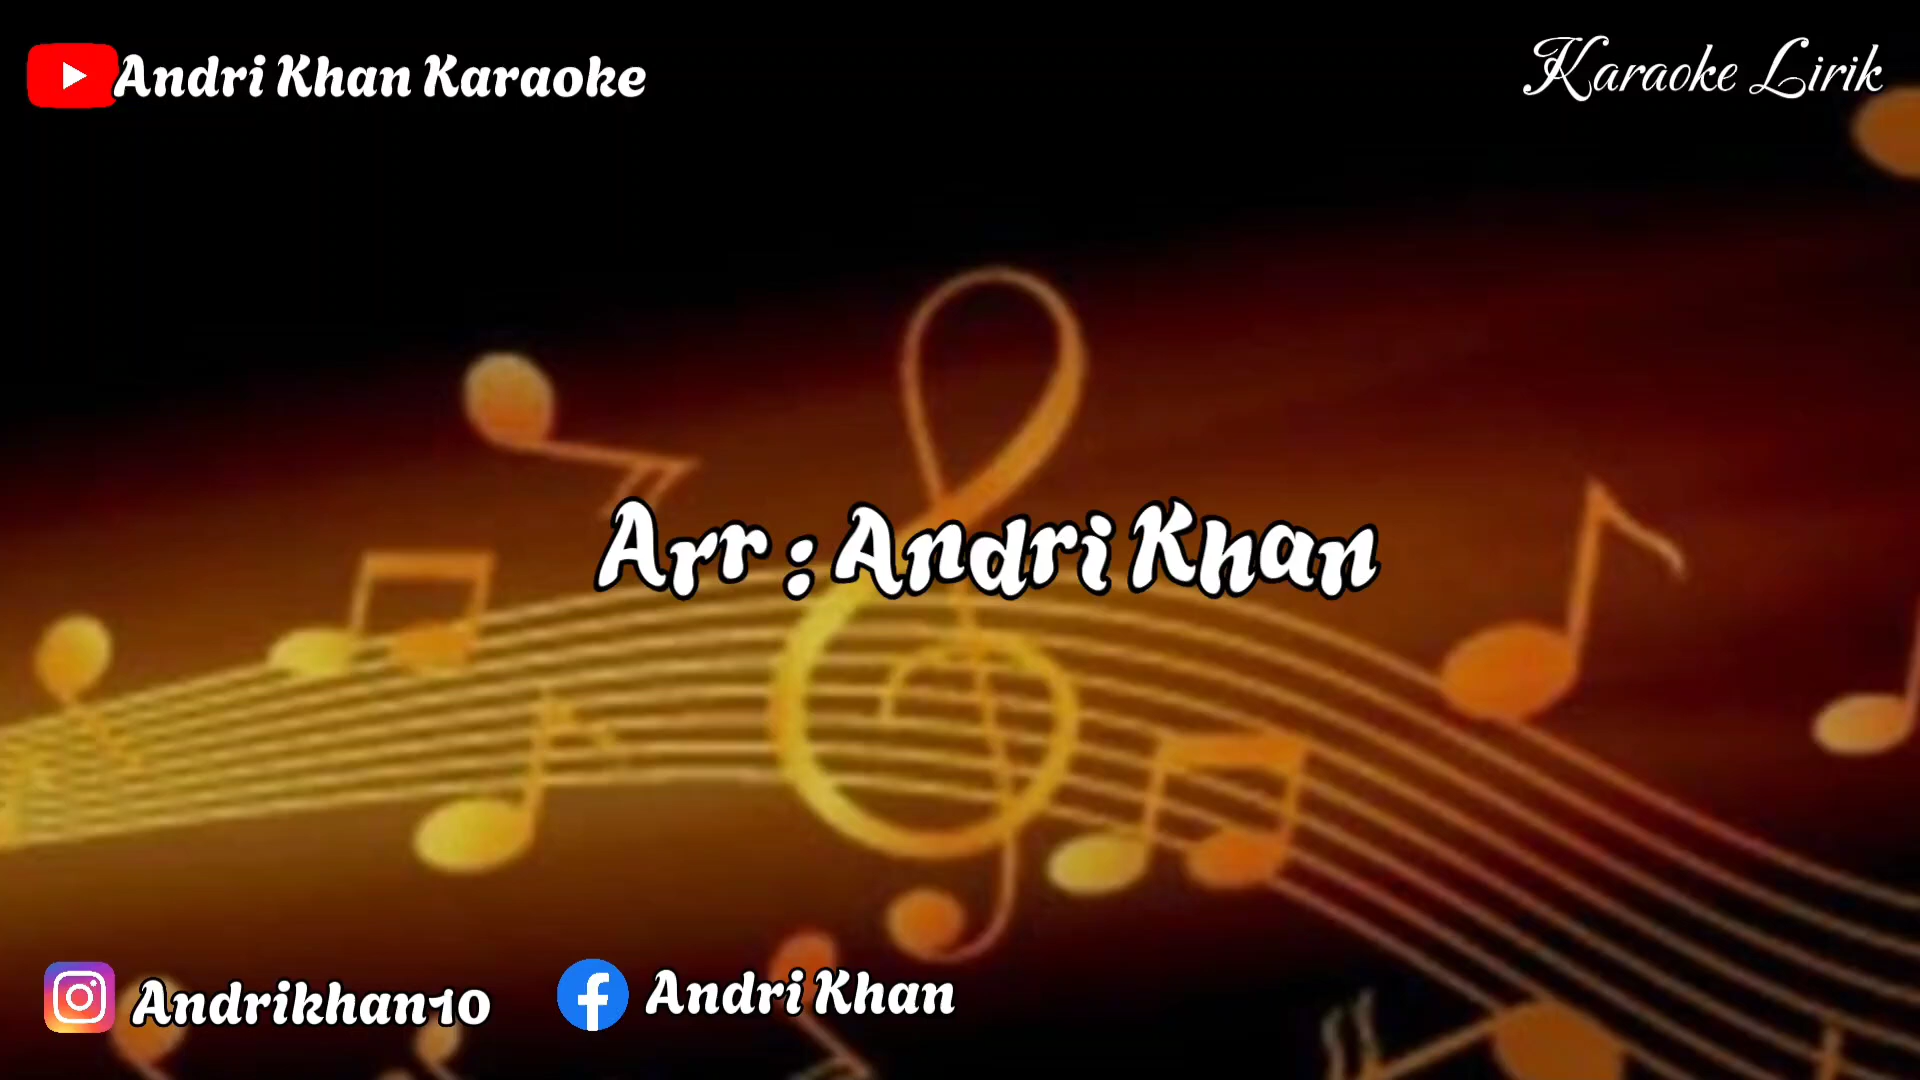 Andri Khan Karaoke
Karaoke Lirik
Arr : Andri Khan
Andrikhan10
Andri Khan